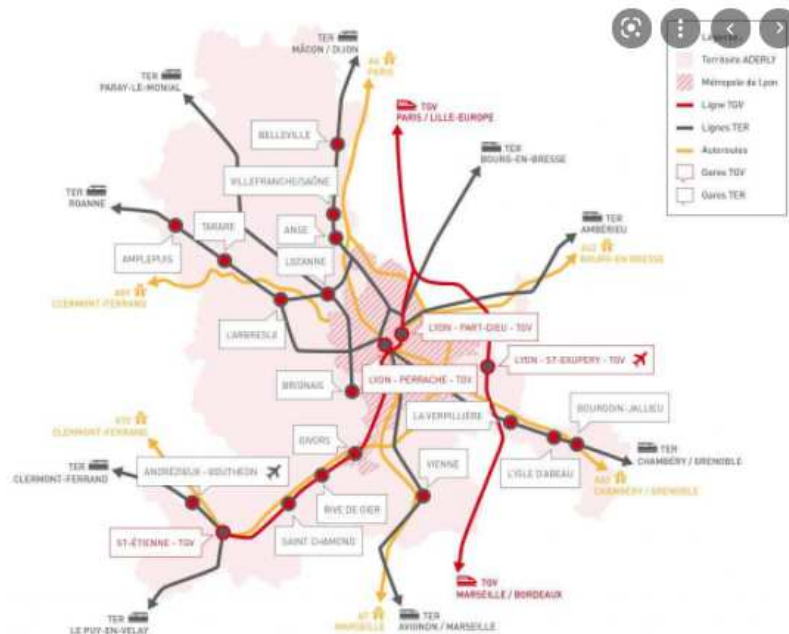 TER
MÂCON / DIJON
A6
PARIS
TER
PARAY-LE-MONIAL
TGV
PARIS / LILLE-EUROPE
Territoire ADERLY
Métropole de Lyon
Ligne TGV
Lignes TER
Autoroutes
Gares TGV
Gares TER
BELLEVILLE
TER
BOURG-EN-BRESSE
VILLEFRANCHE/SAÔNE
TER
ROANNE
TARARE
ANSE
TER
AMBÉRIEU
A42
BOURG-EN-BRESSE
AMPLEPUIS
LOZANNE
A89
CLERMONT-FERRAND
L'ARBRESLE
LYON - PART-DIEU - TGV
LYON - ST-EXUPÉRY - TGV
LYON - PERRACHE - TGV
BRIGNAIS
BOURGOIN-JALLIEU
LA VERPILLIÈRE
A72
CLERMONT-FERRAND
GIVORS
TER
CHAMBÉRY / GRENOBLE
TER
CLERMONT-FERRAND
ANDRÉZIEUX - BOUTHÉON
VIENNE
L'ISLE D'ABEAU
A43
CHAMBÉRY / GRENOBLE
RIVE DE GIER
ST-ÉTIENNE - TGV
SAINT CHAMOND
TGV
MARSEILLE / BORDEAUX
TER
LE PUY-EN-VELAY
A7
MARSEILLE
TER
AVIGNON / MARSEILLE